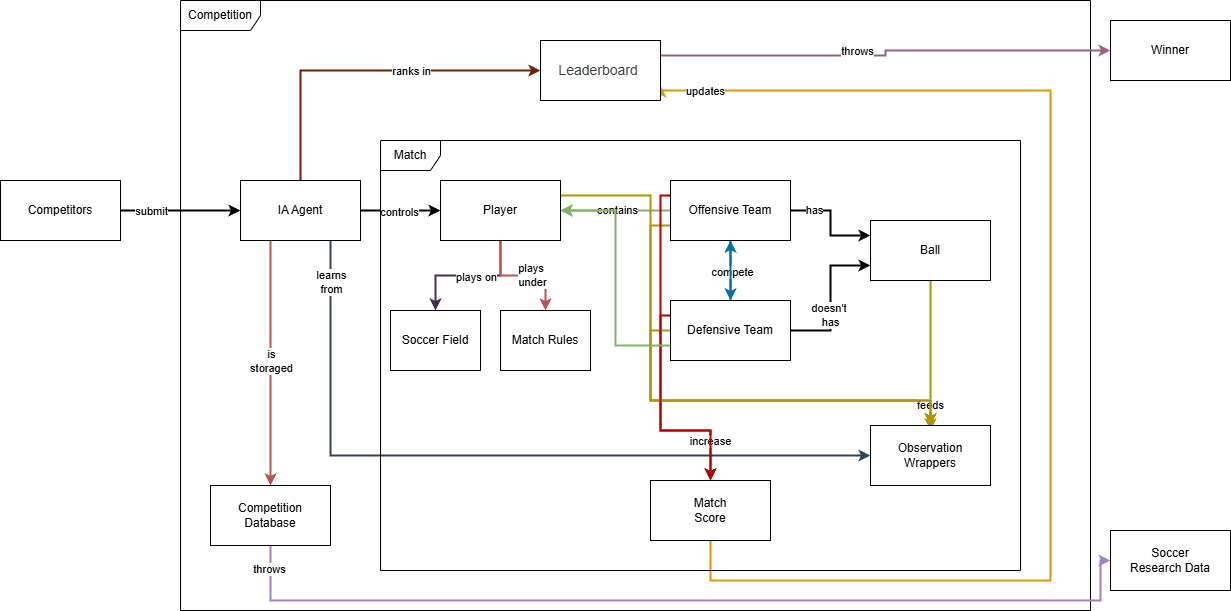 Competition
throws
Winner
Leaderboard
ranks in
updates
Match
Competitors
submit
IA Agent
controls
Player
contains
Offensive Team
has
Ball
learns
from
plays on
plays
under
compete
doesn't
has
Soccer Field
Match Rules
Defensive Team
is
storaged
feeds
increase
Observation
Wrappers
Competition
Database
Match
Score
throws
Soccer
Research Data